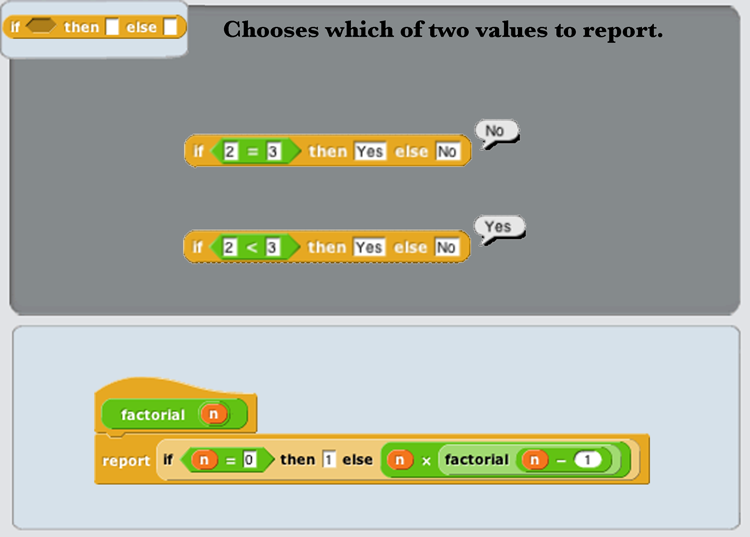 if then else
Chooses which of two values to report.
if 2 = 3 then Yes else No
No
if 2 < 3 then Yes else No
Yes
factorial n
report if n = 0 then 1 else n × factorial n − 1